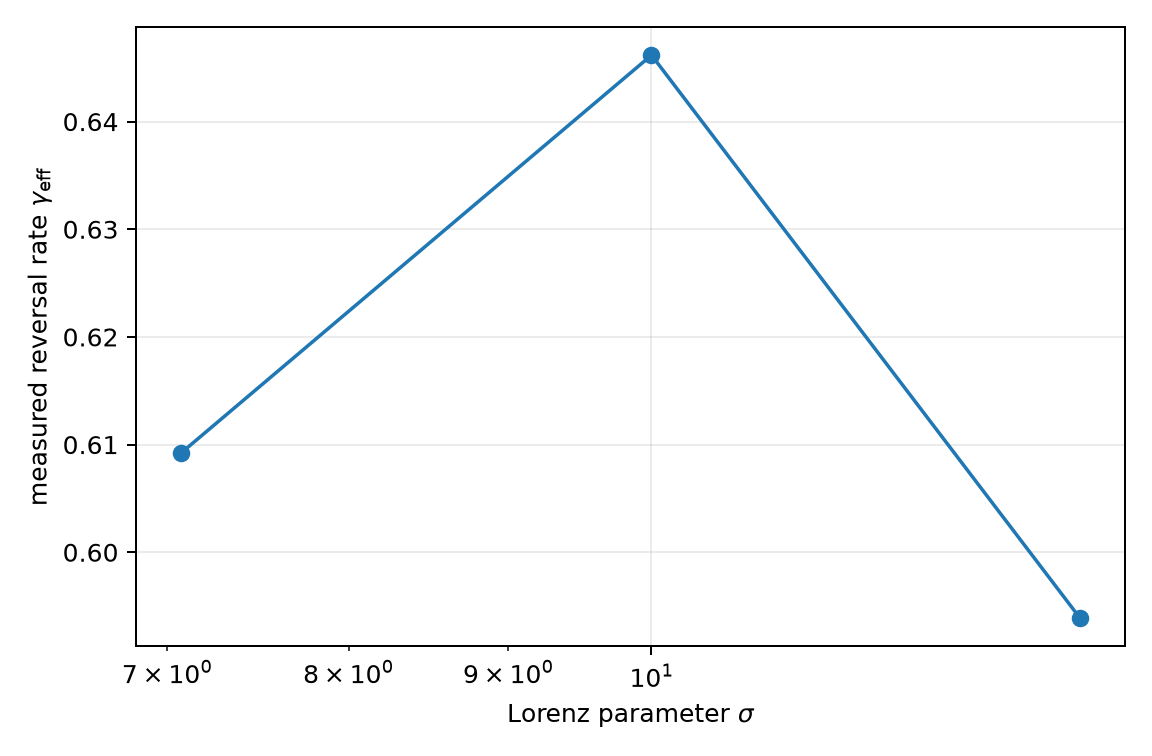 measured reversal rate γeff
0.64
0.63
0.62
0.61
0.60
7 × 10⁰
8 × 10⁰
9 × 10⁰
10¹
Lorenz parameter σ